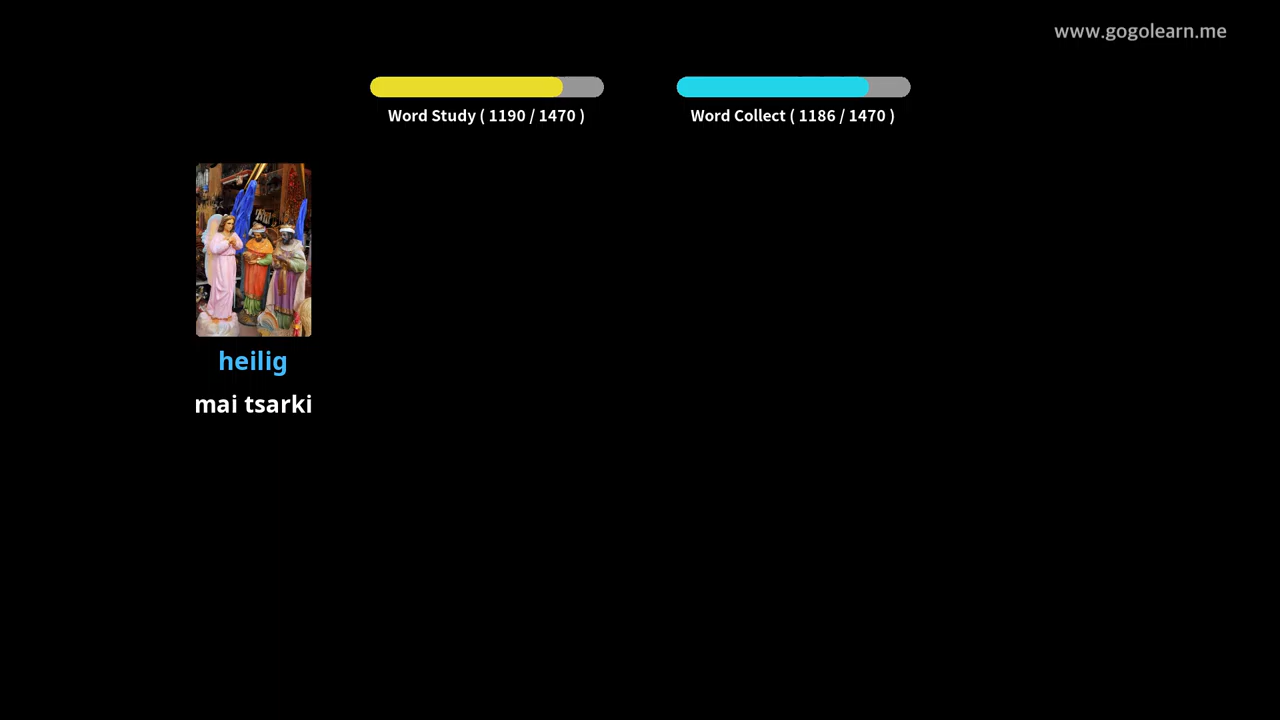 www.gogolearn.me
Word Study ( 1190 / 1470 )
Word Collect ( 1186 / 1470 )
heilig
mai tsarki